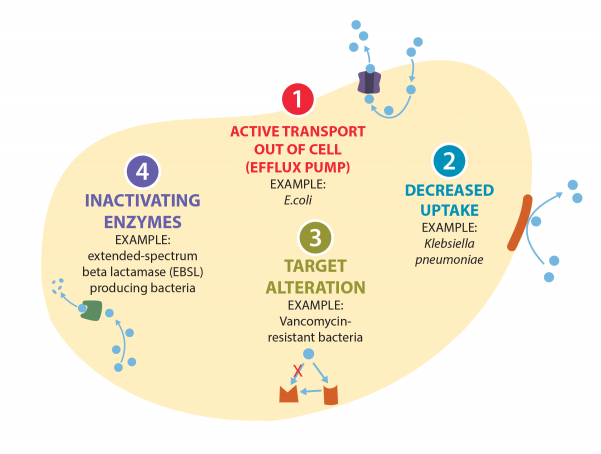 1
ACTIVE TRANSPORT
OUT OF CELL
(EFFLUX PUMP)
EXAMPLE:
E.coli
2
DECREASED
UPTAKE
EXAMPLE:
Klebsiella
pneumoniae
3
TARGET
ALTERATION
EXAMPLE:
Vancomycin-
resistant bacteria
X
4
INACTIVATING
ENZYMES
EXAMPLE:
extended-spectrum
beta lactamase (EBSL)
producing bacteria